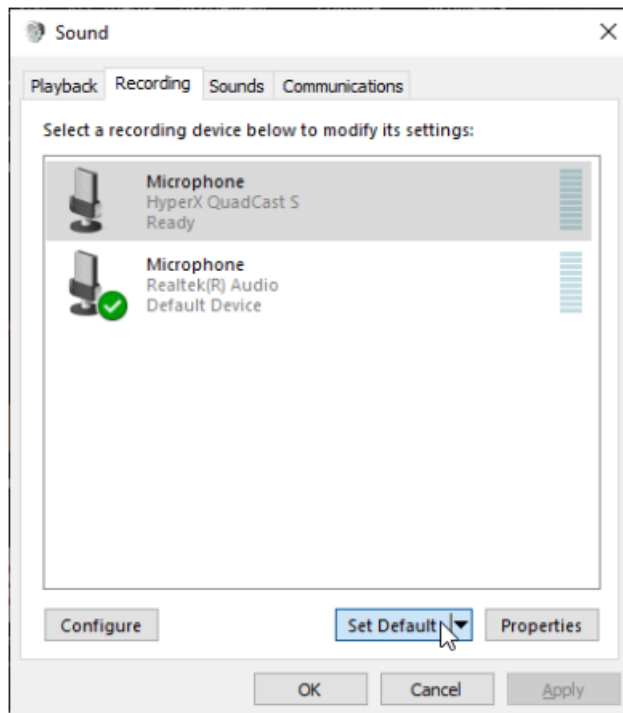 Sound
Playback Recording Sounds Communications
Select a recording device below to modify its settings:
Microphone
HyperX QuadCast S
Ready
Microphone
Realtek(R) Audio
Default Device
Configure Set Default Properties
OK Cancel Apply